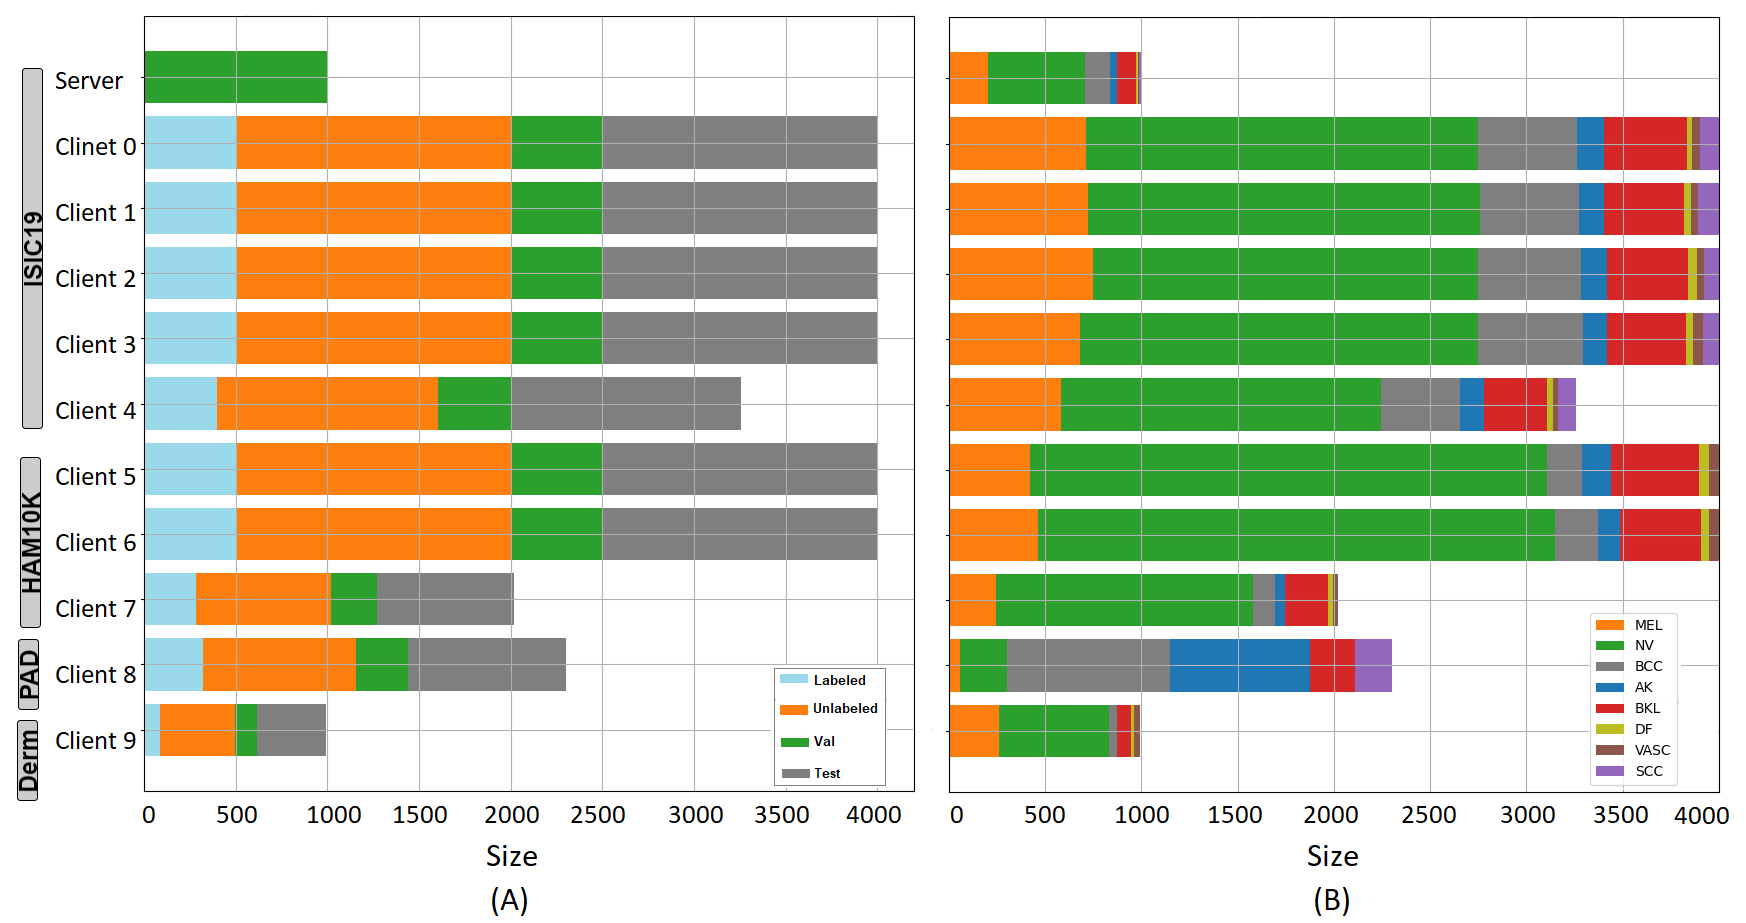 ISIC19
HAM10K
PAD
Derm
Server
Clinet 0
Client 1
Client 2
Client 3
Client 4
Client 5
Client 6
Client 7
Client 8
Client 9
Labeled
Unlabeled
Val
Test
0 500 1000 1500 2000 2500 3000 3500 4000
Size
(A)
MEL
NV
BCC
AK
BKL
DF
VASC
SCC
0 500 1000 1500 2000 2500 3000 3500 4000
Size
(B)